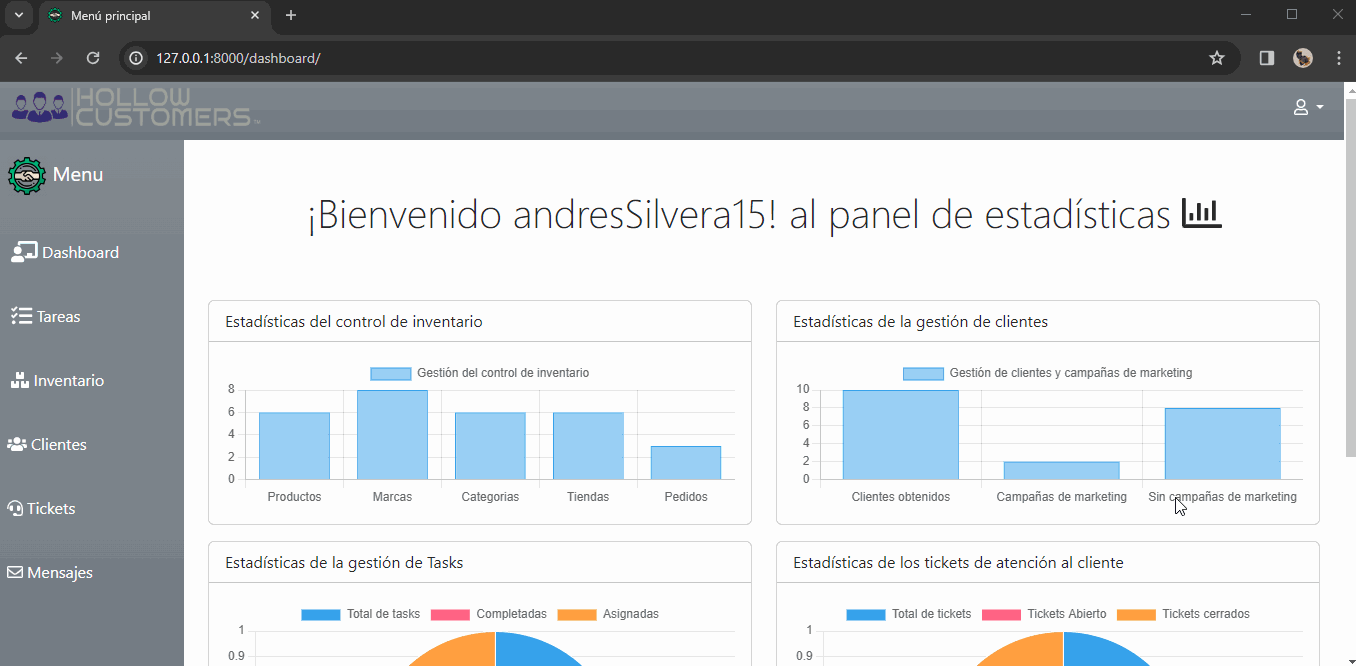 Menú principal
127.0.0.1:8000/dashboard/
HOLLOW
CUSTOMERS™
Menu
¡Bienvenido andresSilvera15! al panel de estadísticas
Dashboard
Tareas
Inventario
Clientes
Tickets
Mensajes
Estadísticas del control de inventario
Gestión del control de inventario
8
6
4
2
0
Productos Marcas Categorias Tiendas Pedidos
Estadísticas de la gestión de clientes
Gestión de clientes y campañas de marketing
10
8
6
4
2
0
Clientes obtenidos Campañas de marketing Sin campañas de marketing
Estadísticas de la gestión de Tasks
Total de tasks Completadas Asignadas
1
0.9
Estadísticas de los tickets de atención al cliente
Total de tickets Tickets Abierto Tickets cerrados
1
0.9